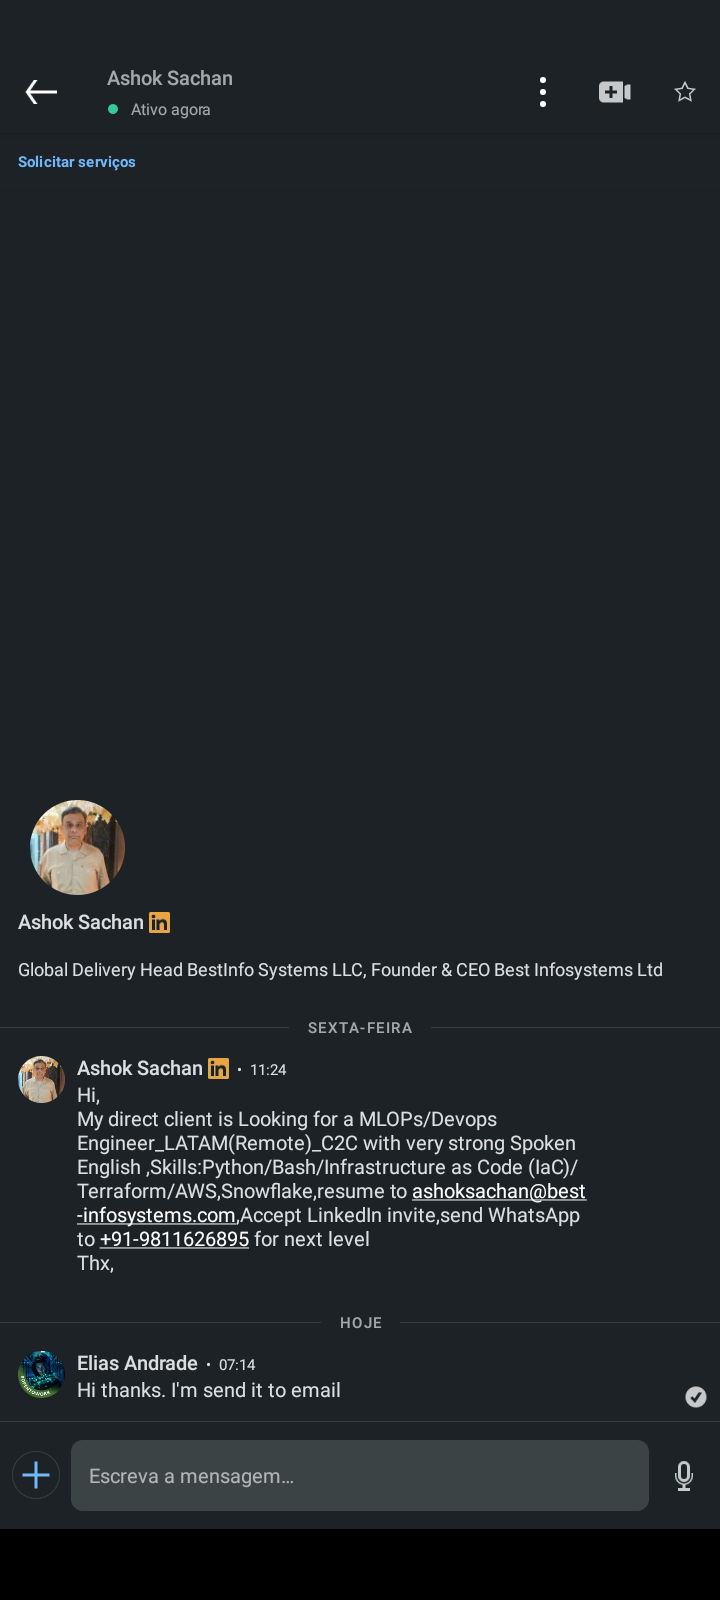 Ashok Sachan
Ativo agora
Solicitar serviços
Ashok Sachan in
Global Delivery Head BestInfo Systems LLC, Founder & CEO Best Infosystems Ltd
SEXTA-FEIRA
Ashok Sachan in • 11:24
Hi,
My direct client is Looking for a MLOPs/Devops
Engineer_LATAM(Remote)_C2C with very strong Spoken
English ,Skills:Python/Bash/Infrastructure as Code (IaC)/
Terraform/AWS,Snowflake,resume to ashoksachan@best
-infosystems.com,Accept LinkedIn invite,send WhatsApp
to +91-9811626895 for next level
Thx,
HOJE
Elias Andrade • 07:14
Hi thanks. I'm send it to email
Escreva a mensagem...